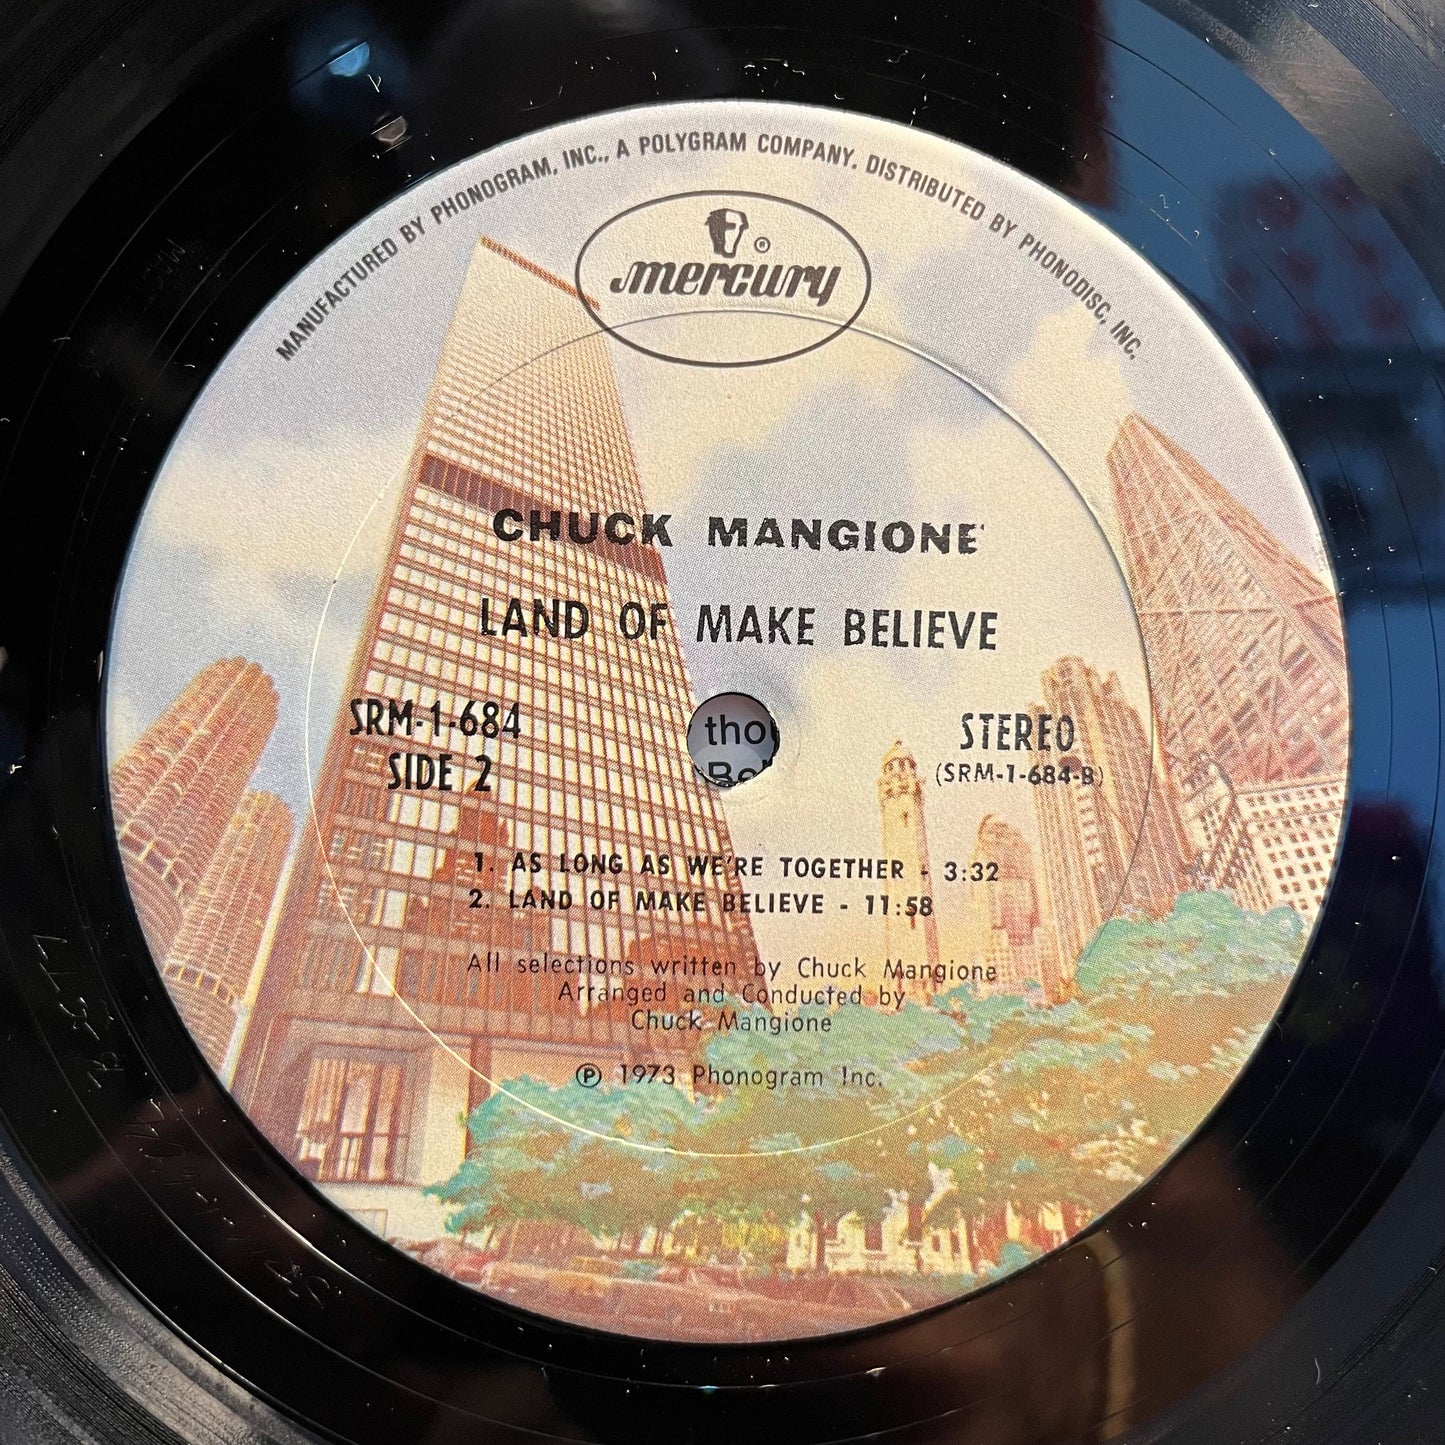 MANUFACTURED BY PHONOGRAM, INC., A POLYGRAM COMPANY. DISTRIBUTED BY PHONODISC, INC.
mercury ®
CHUCK MANGIONE
LAND OF MAKE BELIEVE
SRM-1-684
SIDE 2
STEREO
(SRM-1-684-B)
1. AS LONG AS WE'RE TOGETHER - 3:32
2. LAND OF MAKE BELIEVE - 11:58
All selections written by Chuck Mangione
Arranged and Conducted by
Chuck Mangione
℗ 1973 Phonogram Inc.